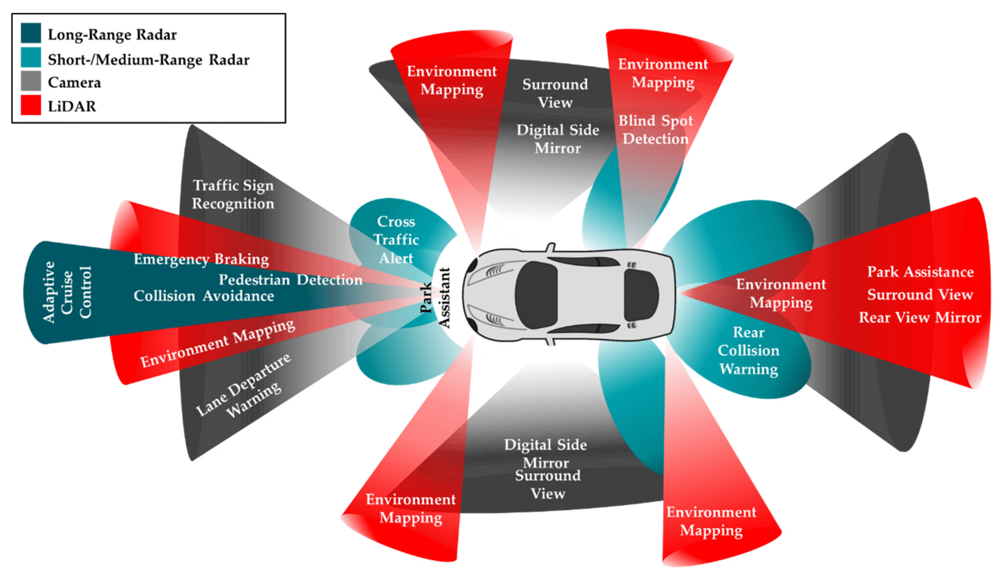 Long-Range Radar
Short-/Medium-Range Radar
Camera
LiDAR
Environment
Mapping
Surround
View
Digital Side
Mirror
Environment
Mapping
Blind Spot
Detection
Traffic Sign
Recognition
Cross
Traffic
Alert
Emergency Braking
Pedestrian Detection
Collision Avoidance
Adaptive
Cruise
Control
Park
Assistant
Environment Mapping
Lane Departure
Warning
Environment
Mapping
Park Assistance
Surround View
Rear View Mirror
Rear
Collision
Warning
Digital Side
Mirror
Surround
View
Environment
Mapping
Environment
Mapping